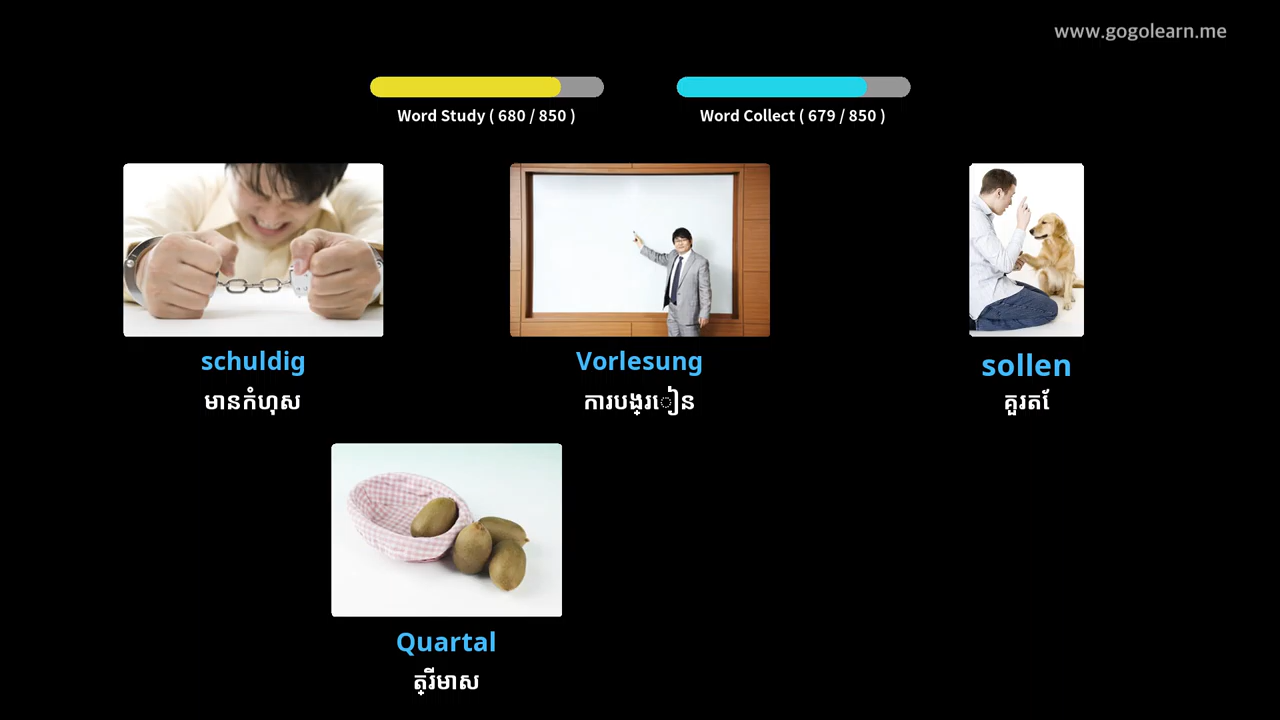 www.gogolearn.me
Word Study ( 680 / 850 )
Word Collect ( 679 / 850 )
schuldig
មានកំហុស
Vorlesung
ការបង្រៀន
sollen
គួរតែ
Quartal
ត្រីមាស